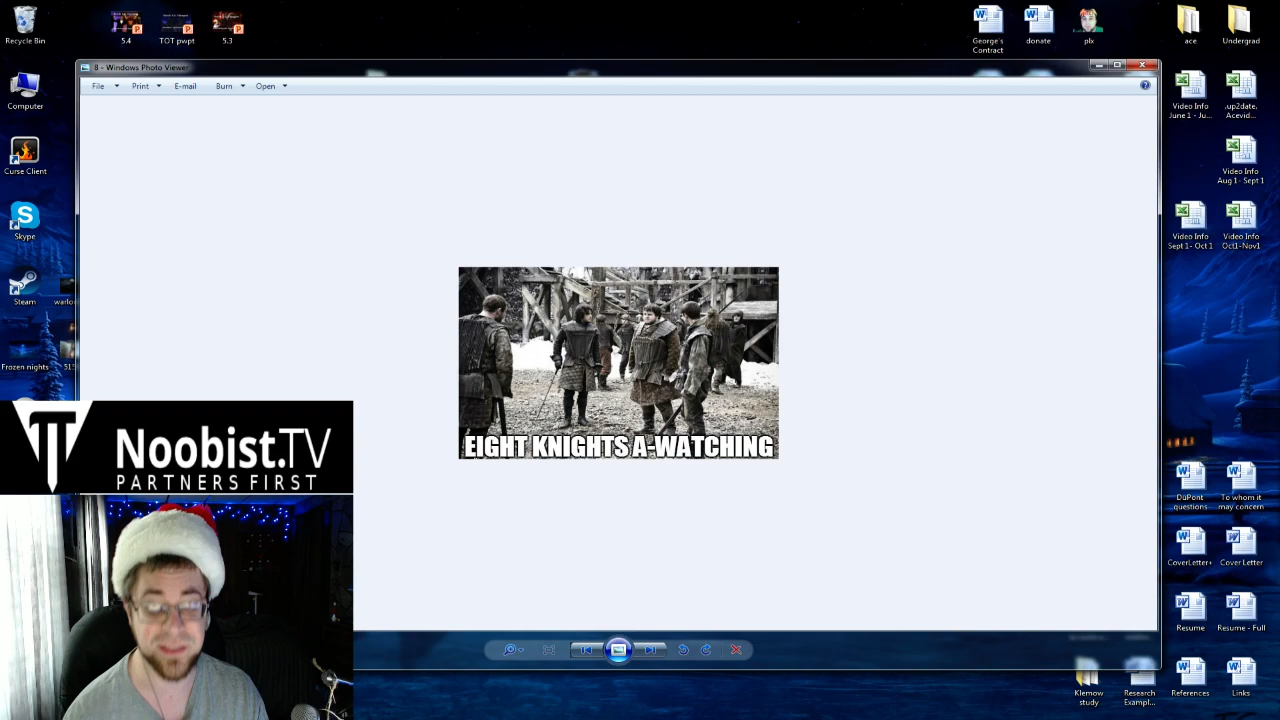 Recycle Bin
5.4
TOT pwpt
5.3
George's
Contract
donate
plx
ace
Undergrad
8 - Windows Photo Viewer
File
Print
E-mail
Burn
Open
Computer
Video Info
June 1 - Ju...
.up2date.
Acevid...
Curse Client
Video Info
Aug 1- Sept 1
Skype
Video Info
Sept 1- Oct 1
Video Info
Oct1-Nov1
Steam
warlo
Frozen nights
513
EIGHT KNIGHTS A-WATCHING
Noobist.TV
PARTNERS FIRST
DuPont
questions
To whom it
may concern
CoverLetter+
Cover Letter
Resume
Resume - Full
Klemow
study
Research
Exampl...
References
Links